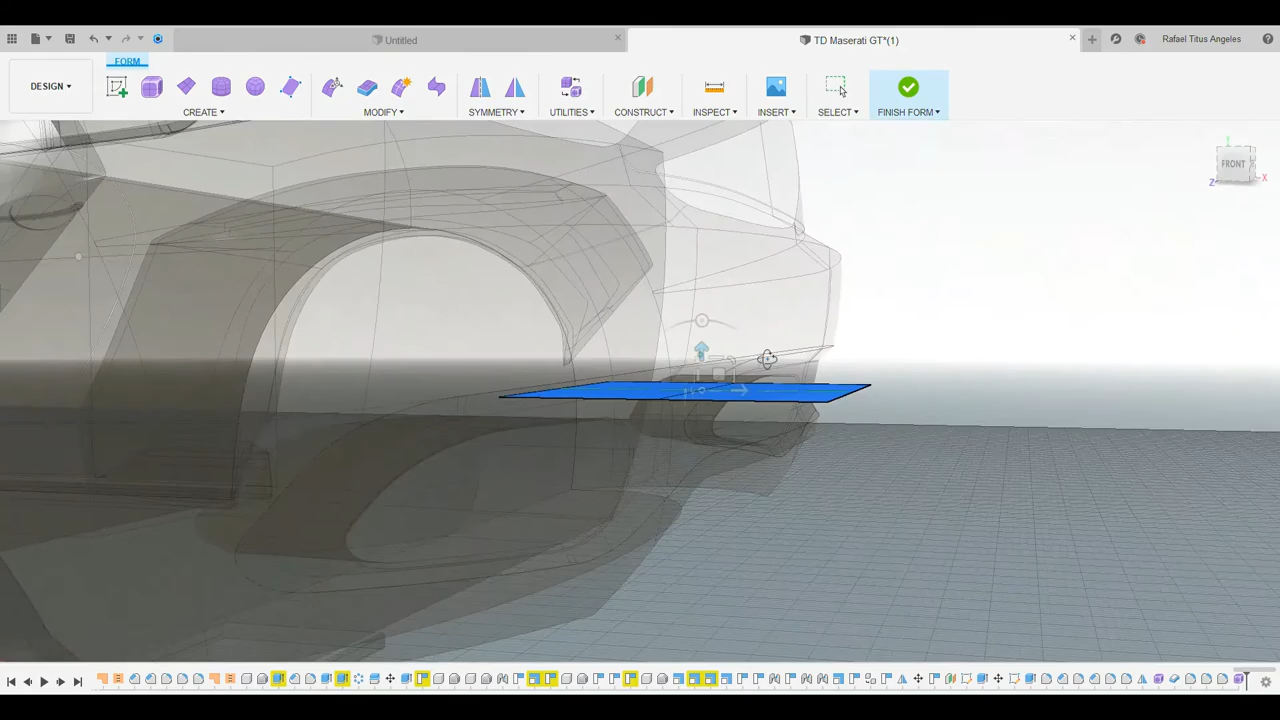 Untitled
TD Maserati GT*(1)
Rafael Titus Angeles
FORM
DESIGN
CREATE
MODIFY
SYMMETRY
UTILITIES
CONSTRUCT
INSPECT
INSERT
SELECT
FINISH FORM
FRONT
Z
X